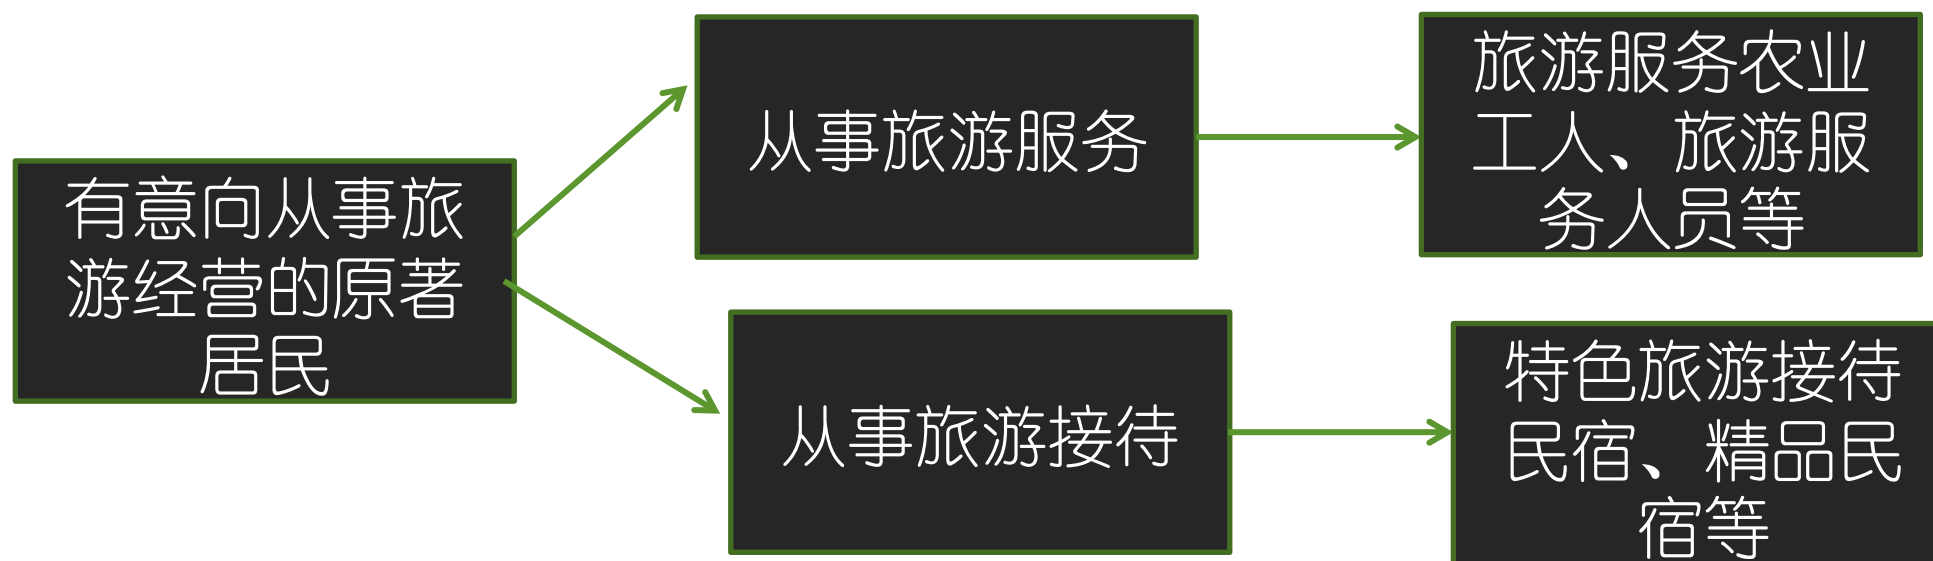 有意向从事旅
游经营的原著
居民
从事旅游服务
旅游服务农业
工人、旅游服
务人员等
从事旅游接待
特色旅游接待
民宿、精品民
宿等